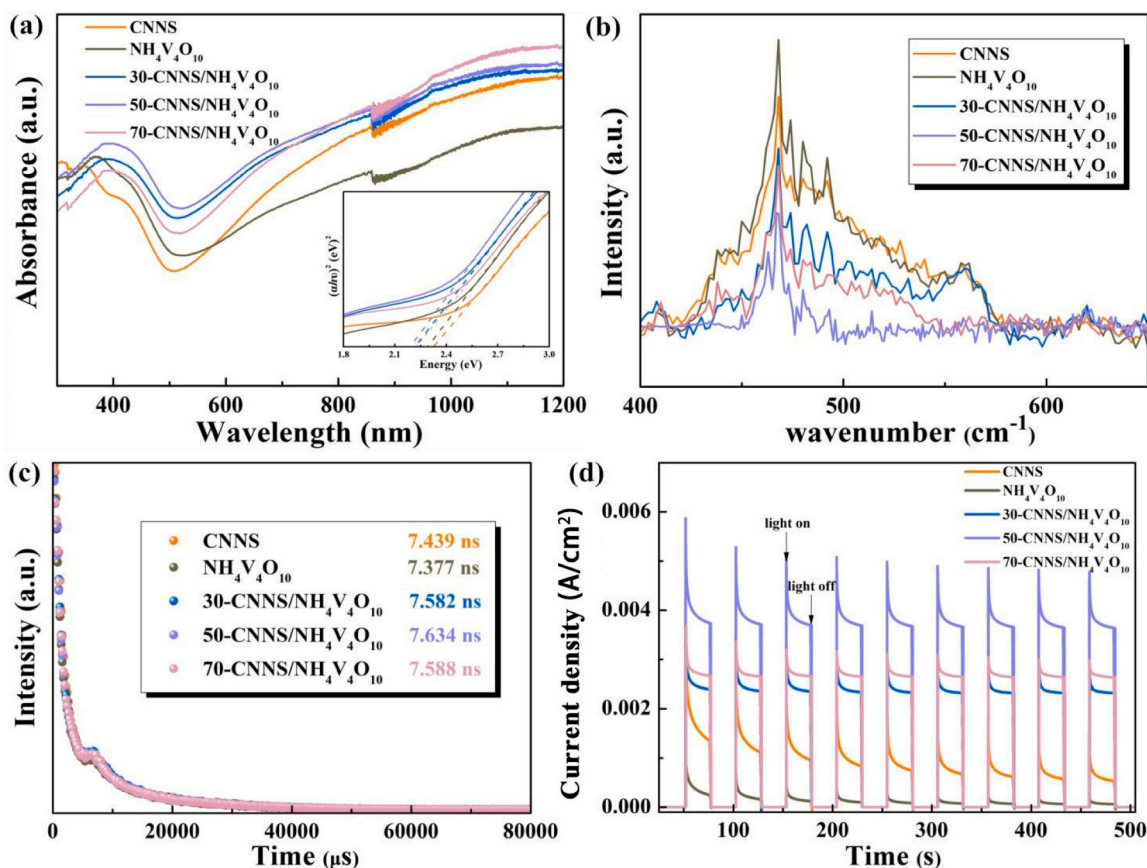 (a)
CNNS
NH₄V₄O₁₀
30-CNNS/NH₄V₄O₁₀
50-CNNS/NH₄V₄O₁₀
70-CNNS/NH₄V₄O₁₀
Absorbance (a.u.)
(αhυ)² (eV)²
1.8 2.1 2.4 2.7 3.0
Energy (eV)
400 600 800 1000 1200
Wavelength (nm)
(b)
CNNS
NH₄V₄O₁₀
30-CNNS/NH₄V₄O₁₀
50-CNNS/NH₄V₄O₁₀
70-CNNS/NH₄V₄O₁₀
Intensity (a.u.)
400 500 600
wavenumber (cm⁻¹)
(c)
CNNS 7.439 ns
NH₄V₄O₁₀ 7.377 ns
30-CNNS/NH₄V₄O₁₀ 7.582 ns
50-CNNS/NH₄V₄O₁₀ 7.634 ns
70-CNNS/NH₄V₄O₁₀ 7.588 ns
Intensity (a.u.)
0 20000 40000 60000 80000
Time (μs)
(d)
CNNS
NH₄V₄O₁₀
30-CNNS/NH₄V₄O₁₀
50-CNNS/NH₄V₄O₁₀
70-CNNS/NH₄V₄O₁₀
light on
light off
Current density (A/cm²)
0.006
0.004
0.002
0.000
100 200 300 400 500
Time (s)